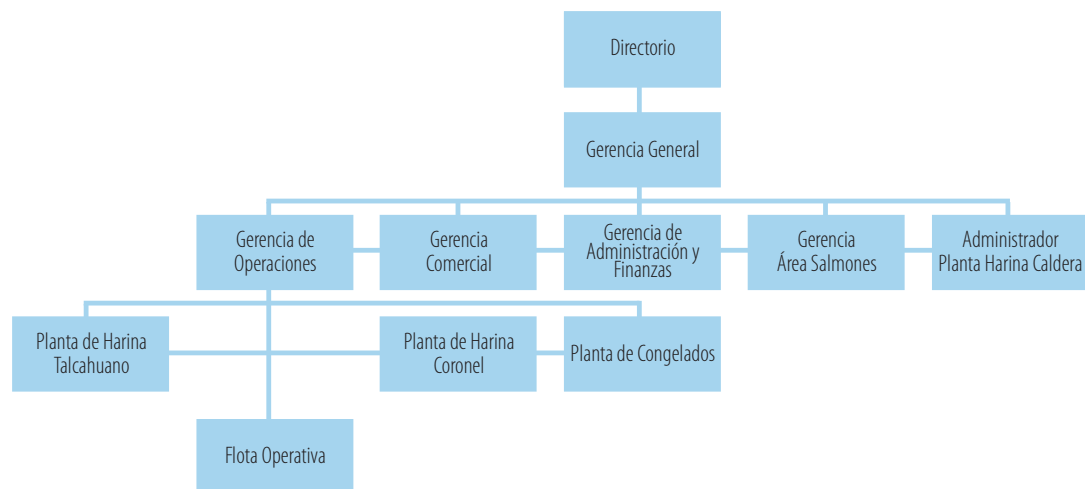 Directorio
Gerencia General
Gerencia de
Operaciones
Gerencia
Comercial
Gerencia de
Administración y
Finanzas
Gerencia
Área Salmones
Administrador
Planta Harina Caldera
Planta de Harina
Talcahuano
Planta de Harina
Coronel
Planta de Congelados
Flota Operativa